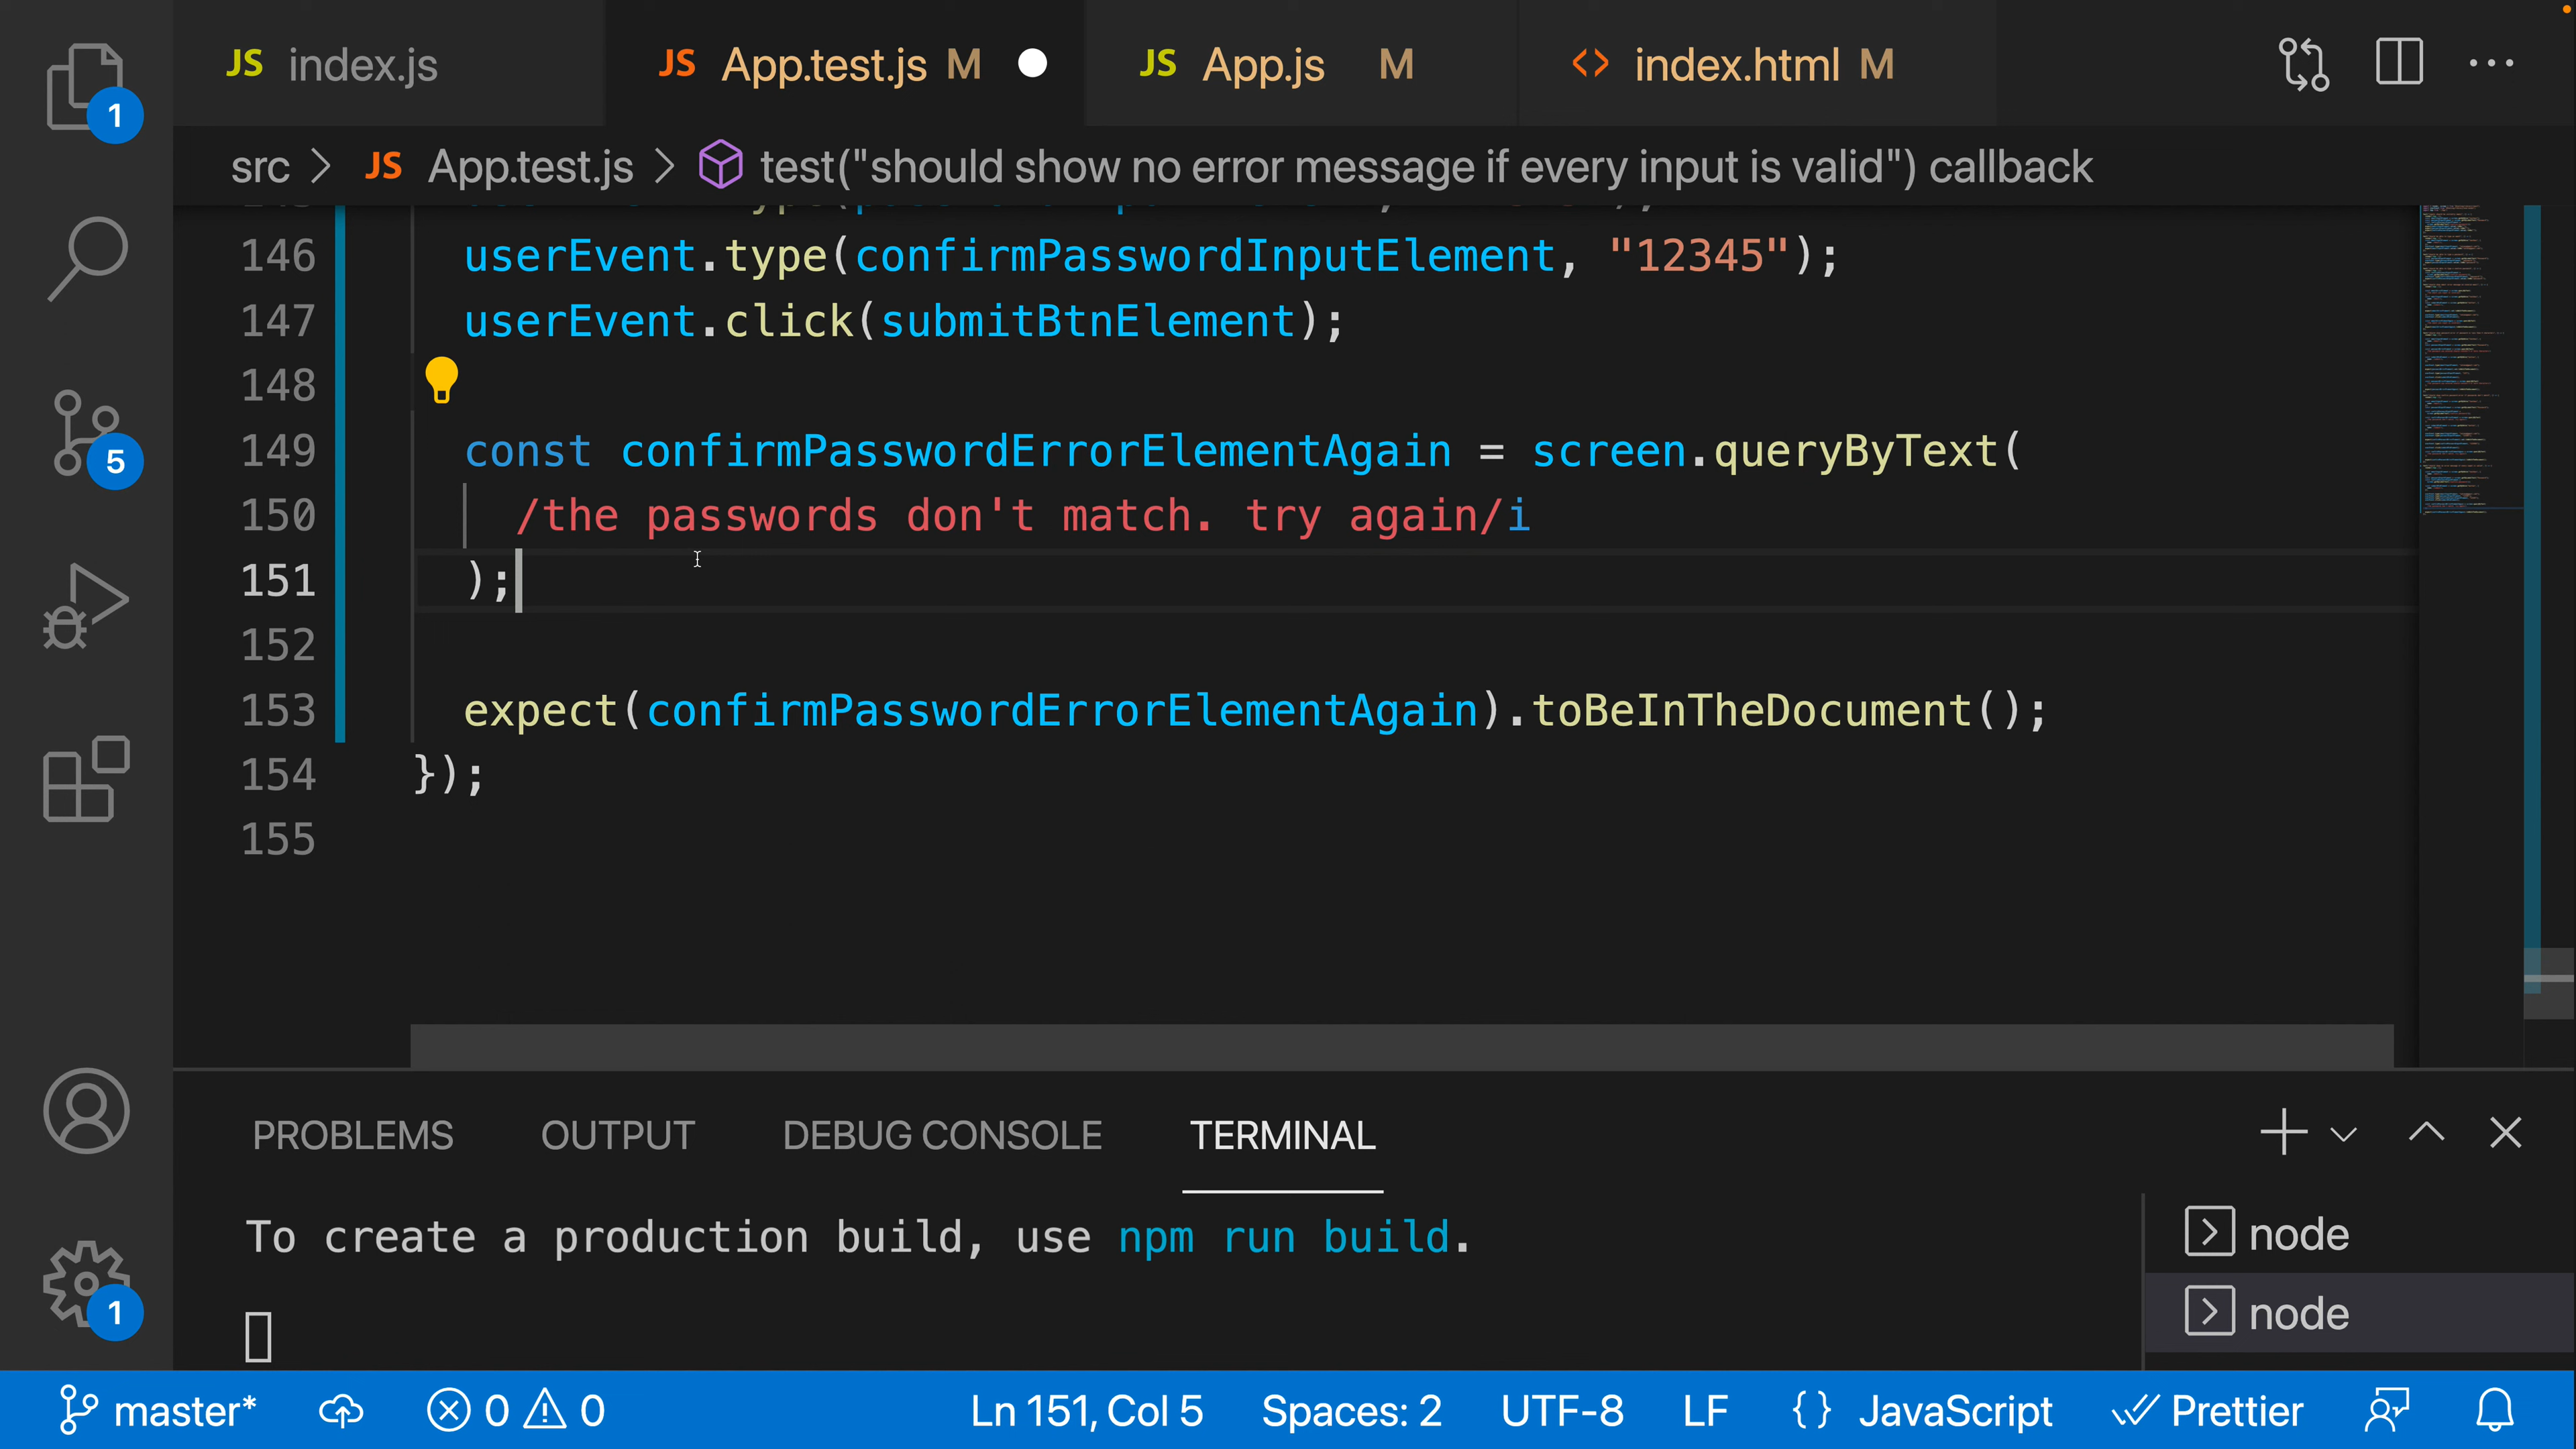 JS index.js JS App.test.js M JS App.js M <> index.html M
1
src > JS App.test.js > test("should show no error message if every input is valid") callback
146 userEvent.type(confirmPasswordInputElement, "12345");
147 userEvent.click(submitBtnElement);
148
149 const confirmPasswordErrorElementAgain = screen.queryByText(
5
150 /the passwords don't match. try again/i
151 );
152
153 expect(confirmPasswordErrorElementAgain).toBeInTheDocument();
154 });
155
PROBLEMS OUTPUT DEBUG CONSOLE TERMINAL
To create a production build, use npm run build.
node
node
1
master* 0 0 Ln 151, Col 5 Spaces: 2 UTF-8 LF {} JavaScript Prettier